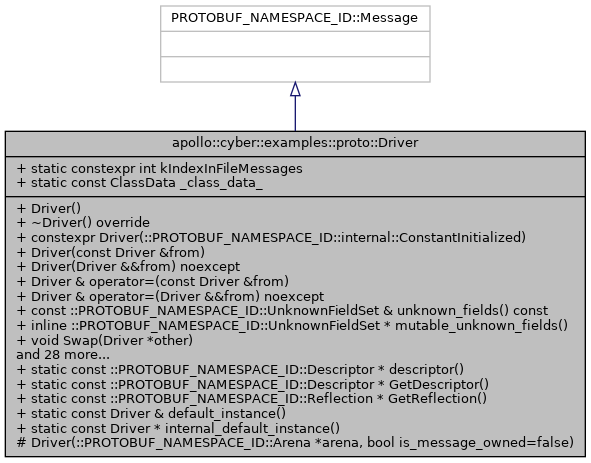 PROTOBUF_NAMESPACE_ID::Message
apollo::cyber::examples::proto::Driver
+ static constexpr int kIndexInFileMessages
+ static const ClassData _class_data_
+ Driver()
+ ~Driver() override
+ constexpr Driver(::PROTOBUF_NAMESPACE_ID::internal::ConstantInitialized)
+ Driver(const Driver &from)
+ Driver(Driver &&from) noexcept
+ Driver & operator=(const Driver &from)
+ Driver & operator=(Driver &&from) noexcept
+ const ::PROTOBUF_NAMESPACE_ID::UnknownFieldSet & unknown_fields() const
+ inline ::PROTOBUF_NAMESPACE_ID::UnknownFieldSet * mutable_unknown_fields()
+ void Swap(Driver *other)
and 28 more...
+ static const ::PROTOBUF_NAMESPACE_ID::Descriptor * descriptor()
+ static const ::PROTOBUF_NAMESPACE_ID::Descriptor * GetDescriptor()
+ static const ::PROTOBUF_NAMESPACE_ID::Reflection * GetReflection()
+ static const Driver & default_instance()
+ static const Driver * internal_default_instance()
# Driver(::PROTOBUF_NAMESPACE_ID::Arena *arena, bool is_message_owned=false)